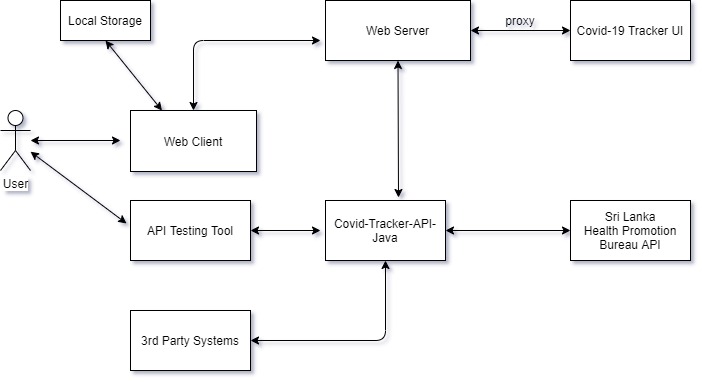 Local Storage
Web Server
proxy
Covid-19 Tracker UI
Web Client
User
API Testing Tool
Covid-Tracker-API-
Java
Sri Lanka
Health Promotion
Bureau API
3rd Party Systems